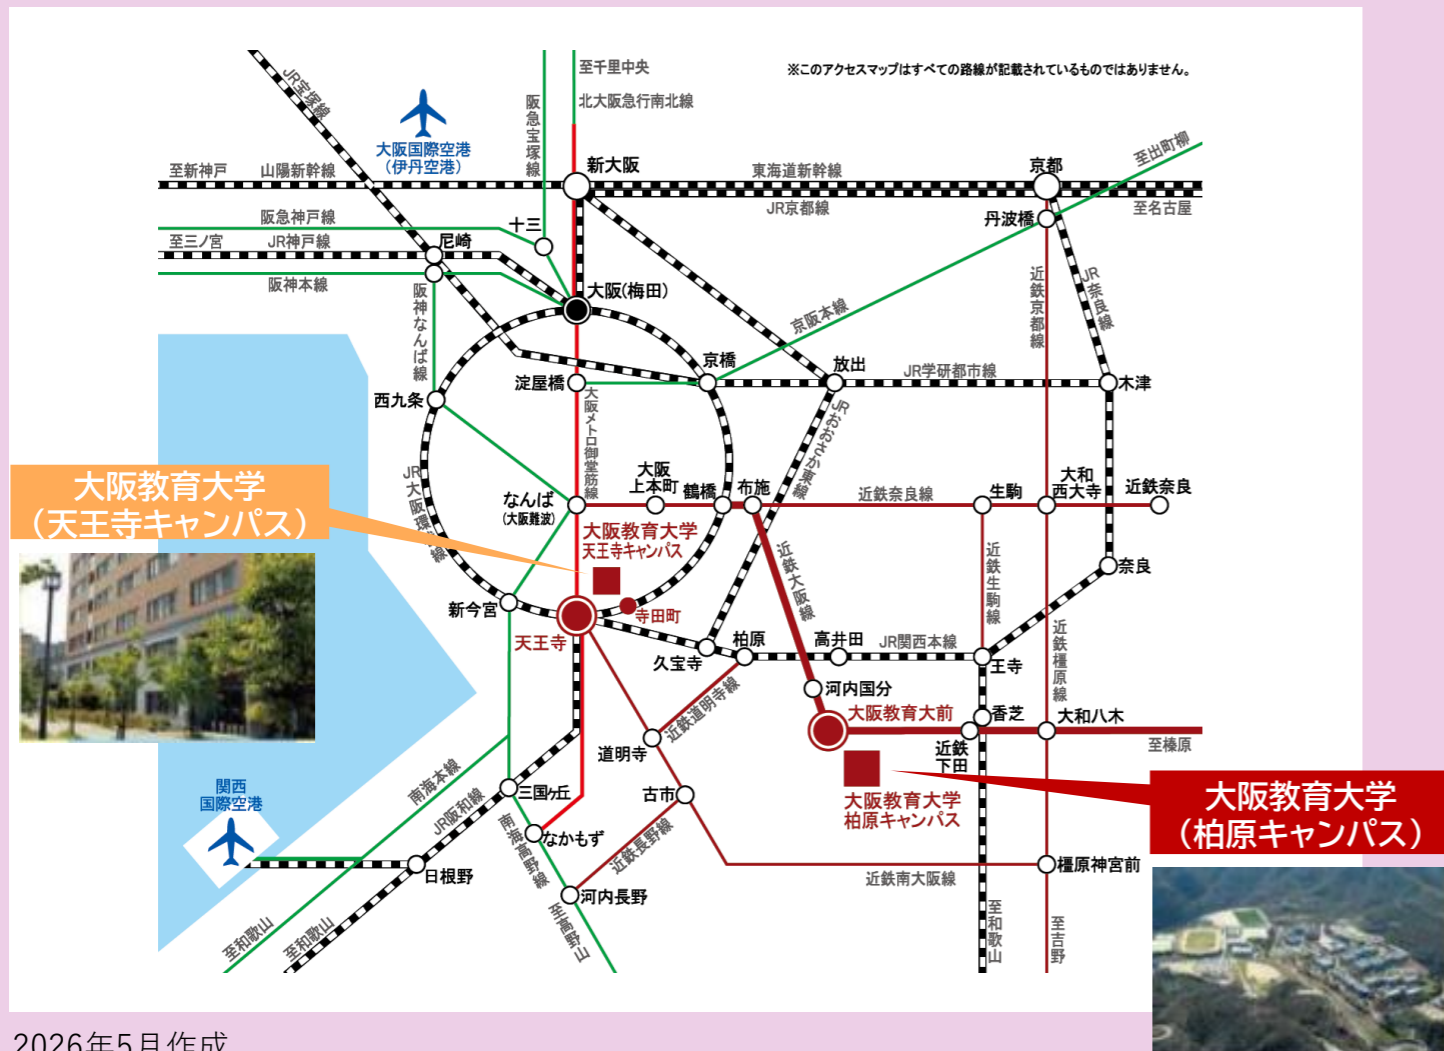 ※このアクセスマップはすべての路線が記載されているものではありません。
至千里中央
北大阪急行南北線
阪急宝塚線
JR宝塚線
大阪国際空港
（伊丹空港）
新大阪
京都
至出町柳
至新神戸
山陽新幹線
東海道新幹線
JR京都線
至名古屋
丹波橋
阪急神戸線
十三
至三ノ宮
JR神戸線
尼崎
阪神本線
大阪(梅田)
阪神なんば線
近鉄京都線
JR奈良線
京阪本線
京橋
放出
JR学研都市線
木津
淀屋橋
大阪メトロ御堂筋線
西九条
JRおおさか東線
JR大阪環
線
大阪
上本町
鶴橋
布施
近鉄奈良線
生駒
大和
西大寺
近鉄奈良
なんば
(大阪難波)
大阪教育大学
（天王寺キャンパス）
大阪教育大学
天王寺キャンパス
近鉄大阪線
近鉄生駒線
奈良
新今宮
寺田町
天王寺
久宝寺
柏原
高井田
JR関西本線
王寺
近鉄橿原線
河内国分
近鉄道明寺線
大阪教育大前
香芝
大和八木
近鉄
下田
至榛原
道明寺
大阪教育大学
柏原キャンパス
大阪教育大学
（柏原キャンパス）
関西
国際空港
南海本線
JR阪和線
三国ヶ丘
古市
なかもず
南海高野線
近鉄長野線
日根野
河内長野
近鉄南大阪線
橿原神宮前
至和歌山
至和歌山
至高野山
至和歌山
至吉野
2026年5月作成